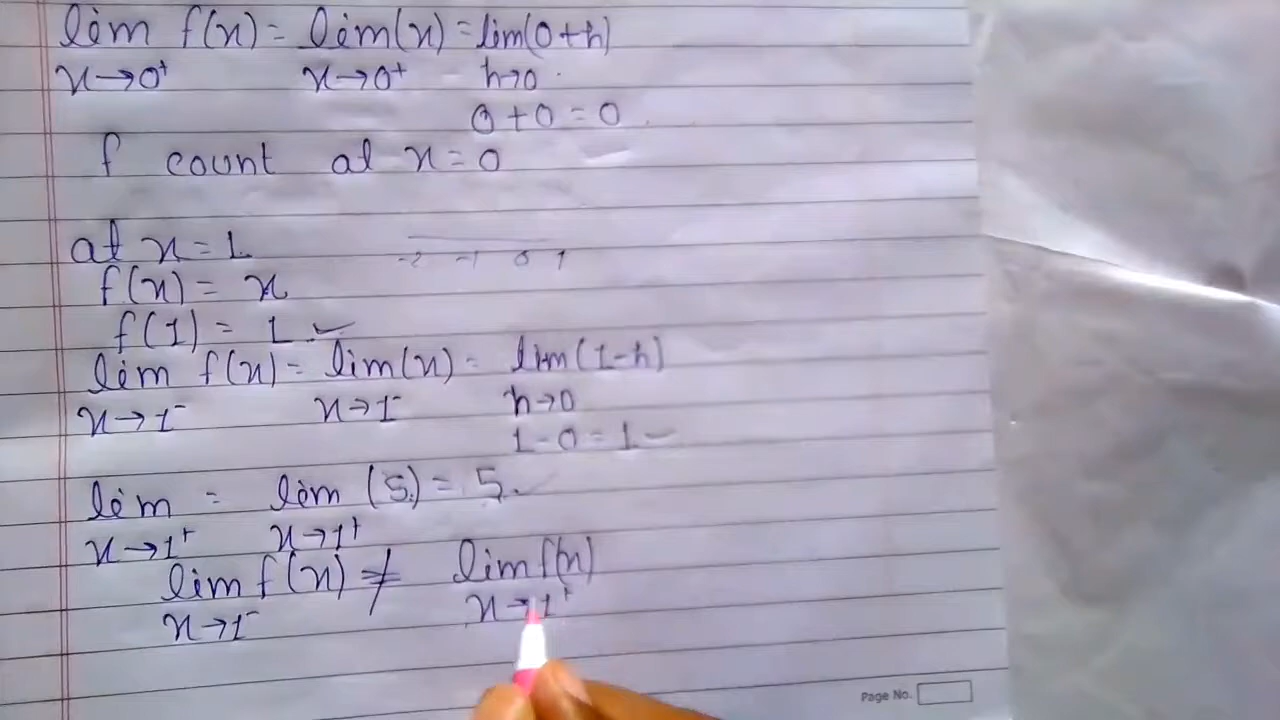 lim f(x) = lim(x) = lim(0+h)
x→0⁺ x→0⁺ h→0
0+0=0
f count at x=0
at x=1
-2 -1 0 1
f(x) = x
f(1) = 1 ✓
lim f(x) = lim(x) = lim(1-h)
x→1⁻ x→1⁻ h→0
1-0=1
lim = lim (5) = 5
x→1⁺ x→1⁺
lim f(x) ≠ lim f(x)
x→1⁻ x→1⁺
Page No.